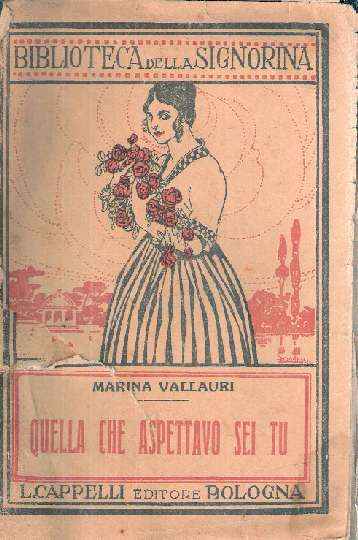 BIBLIOTECA DELLA SIGNORINA
MARINA VALLAURI
QUELLA CHE ASPETTAVO SEI TU
L. CAPPELLI EDITORE BOLOGNA